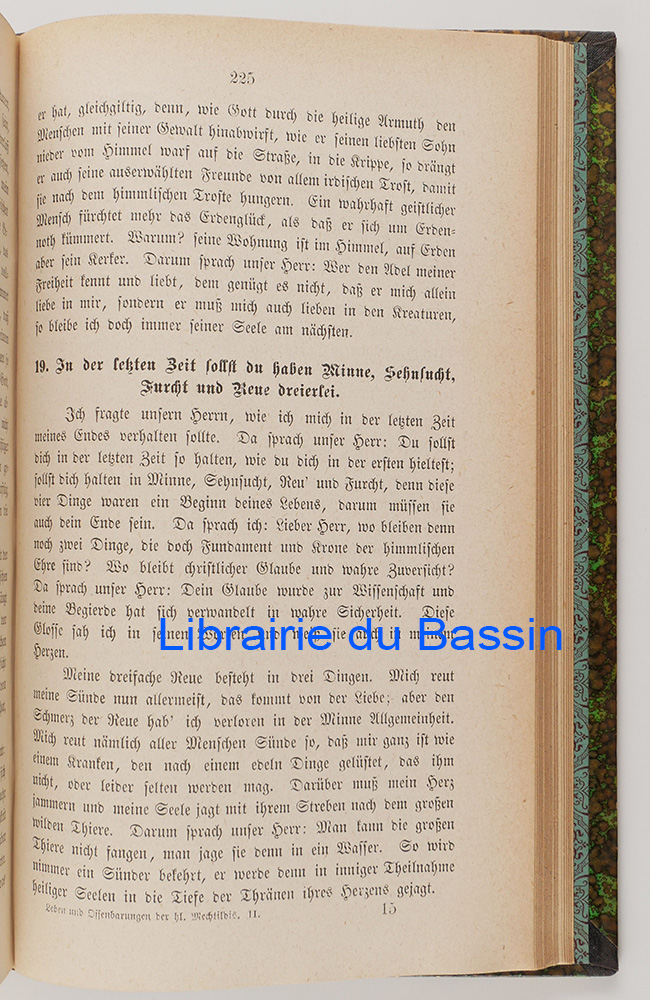 225
er hat, gleichgiltig, denn, wie Gott durch die heilige Armuth den
Menschen mit seiner Gewalt hinabwirft, wie er seinen liebsten Sohn
nieder vom Himmel warf auf die Straße, in die Krippe, so drängt
er auch seine auserwählten Freunde von allem irdischen Trost, damit
sie nach dem himmlischen Troste hungern. Ein wahrhaft geistlicher
Mensch fürchtet mehr das Erdenglück, als daß er sich um Erden-
noth kümmert. Warum? seine Wohnung ist im Himmel, auf Erden
aber sein Kerker. Darum sprach unser Herr: Wer den Adel meiner
Freiheit kennt und liebt, dem genügt es nicht, daß er mich allein
liebe in mir, sondern er muß mich auch lieben in den Kreaturen,
so bleibe ich doch immer seiner Seele am nächsten.
19. In der letzten Zeit sollst du haben Minne, Sehnsucht,
Furcht und Reue dreierlei.
Ich fragte unsern Herrn, wie ich mich in der letzten Zeit
meines Endes verhalten sollte. Da sprach unser Herr: Du sollst
dich in der letzten Zeit so halten, wie du dich in der ersten hieltest;
sollst dich halten in Minne, Sehnsucht, Reu' und Furcht, denn diese
vier Dinge waren ein Beginn deines Lebens, darum müssen sie
auch dein Ende sein. Da sprach ich: Lieber Herr, wo bleiben denn
noch zwei Dinge, die doch Fundament und Krone der himmlischen
Ehre sind? Wo bleibt christlicher Glaube und wahre Zuversicht?
Da sprach unser Herr: Dein Glaube wurde zur Wissenschaft und
deine Begierde hat sich verwandelt in wahre Sicherheit. Diese
Glosse sah ich in seinen Worten und weiß sie auch in meinem
Herzen.
Librairie du Bassin
Meine dreifache Reue besteht in drei Dingen. Mich reut
meine Sünde nun allermeist, das kommt von der Liebe; aber den
Schmerz der Reue hab' ich verloren in der Minne Allgemeinheit.
Mich reut nämlich aller Menschen Sünde so, daß mir ganz ist wie
einem Kranken, den nach einem edeln Dinge gelüstet, das ihm
nicht, oder leider selten werden mag. Darüber muß mein Herz
jammern und meine Seele jagt mit ihrem Streben nach dem großen
wilden Thiere. Darum sprach unser Herr: Man kann die großen
Thiere nicht fangen, man jage sie denn in ein Wasser. So wird
nimmer ein Sünder bekehrt, er werde denn in inniger Theilnahme
heiliger Seelen in die Tiefe der Thränen ihres Herzens gejagt.
Leben und Offenbarungen der hl. Mechtildis. II. 15